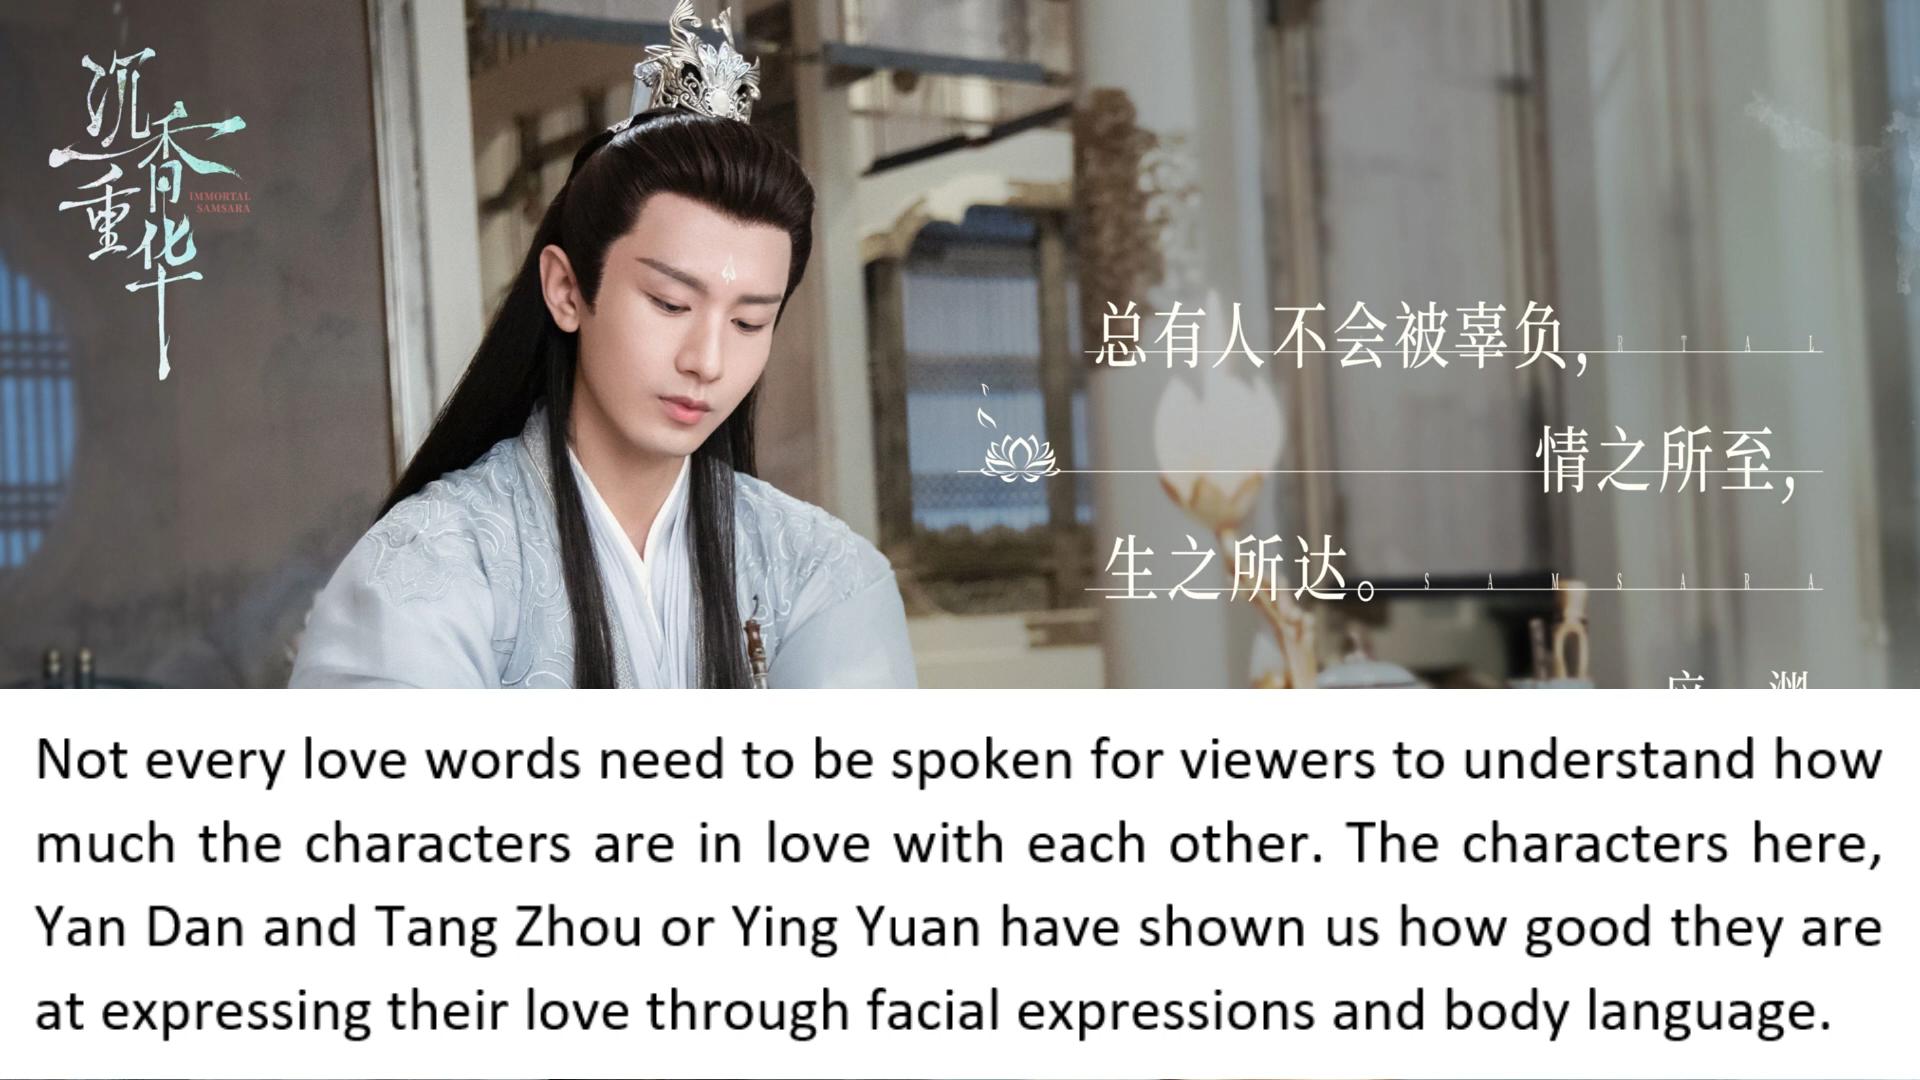 沉香重华
IMMORTAL
SAMSARA
总有人不会被辜负,
R T A L
情之所至,
生之所达。
S A M S A R A
Not every love words need to be spoken for viewers to understand how
much the characters are in love with each other. The characters here,
Yan Dan and Tang Zhou or Ying Yuan have shown us how good they are
at expressing their love through facial expressions and body language.